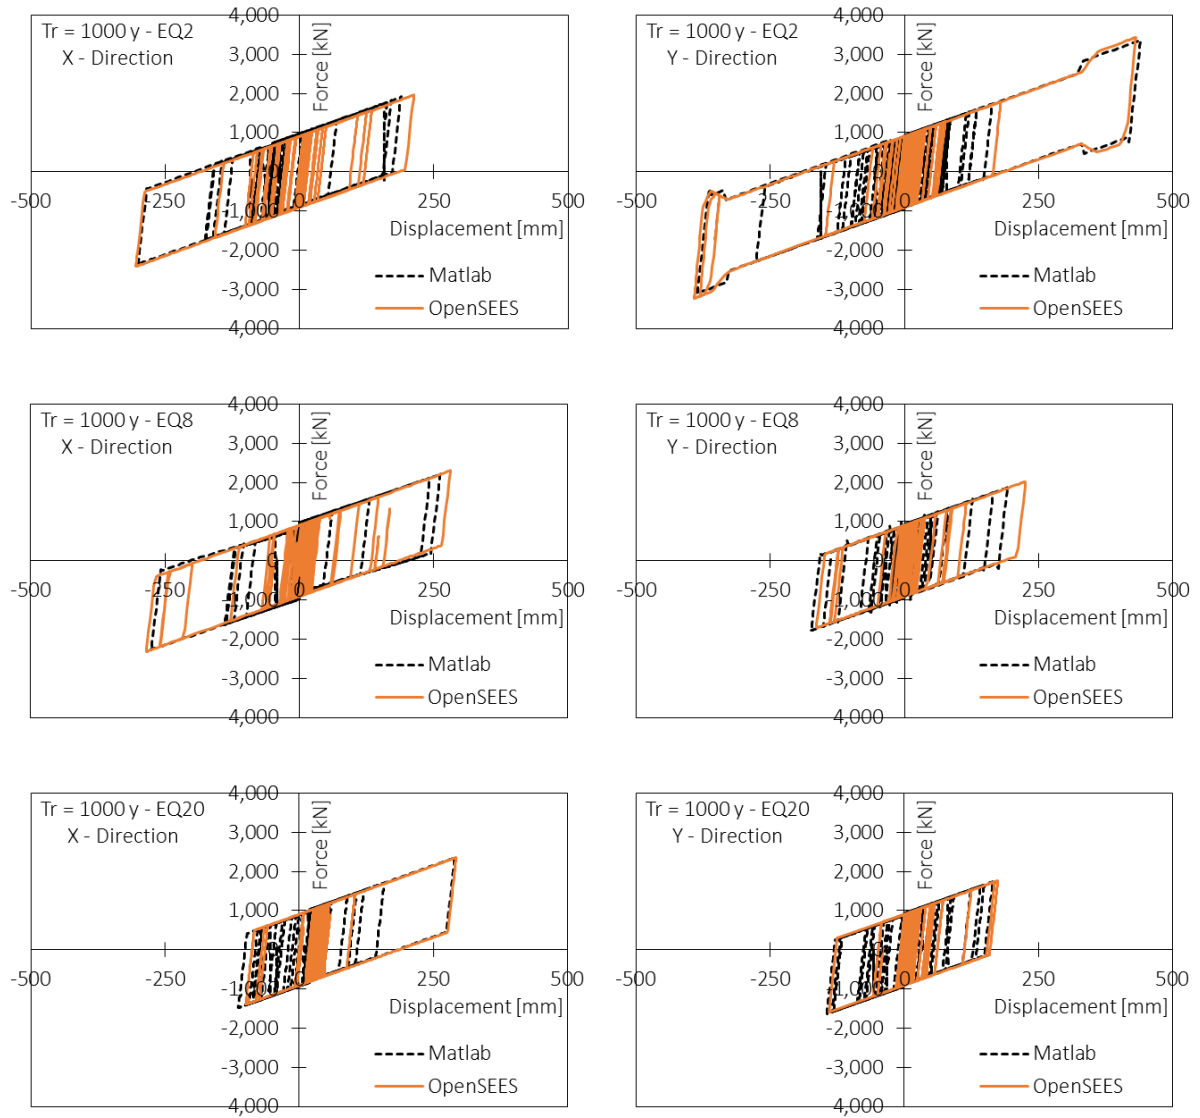 Tr = 1000 y - EQ2
X - Direction
Force [kN]
4,000
3,000
2,000
1,000
0
-1,000
-2,000
-3,000
-4,000
-500
-250
0
250
500
Displacement [mm]
Matlab
OpenSEES
Tr = 1000 y - EQ2
Y - Direction
Force [kN]
4,000
3,000
2,000
1,000
0
-1,000
-2,000
-3,000
-4,000
-500
-250
0
250
500
Displacement [mm]
Matlab
OpenSEES
Tr = 1000 y - EQ8
X - Direction
Force [kN]
4,000
3,000
2,000
1,000
0
-1,000
-2,000
-3,000
-4,000
-500
-250
0
250
500
Displacement [mm]
Matlab
OpenSEES
Tr = 1000 y - EQ8
Y - Direction
Force [kN]
4,000
3,000
2,000
1,000
0
-1,000
-2,000
-3,000
-4,000
-500
-250
0
250
500
Displacement [mm]
Matlab
OpenSEES
Tr = 1000 y - EQ20
X - Direction
Force [kN]
4,000
3,000
2,000
1,000
0
-1,000
-2,000
-3,000
-4,000
-500
-250
0
250
500
Displacement [mm]
Matlab
OpenSEES
Tr = 1000 y - EQ20
Y - Direction
Force [kN]
4,000
3,000
2,000
1,000
0
-1,000
-2,000
-3,000
-4,000
-500
-250
0
250
500
Displacement [mm]
Matlab
OpenSEES